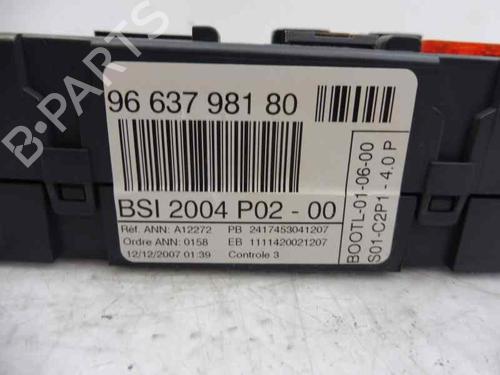 96 637 981 80
BSI 2004 P02 - 00
Réf. ANN: A12272 PB 2417453041207
Ordre ANN: 0158 EB 1111420021207
12/12/2007 01:39 Controle 3
BOOTL-01-06-00
S01-C2P1 - 4.0 P
B-PARTS